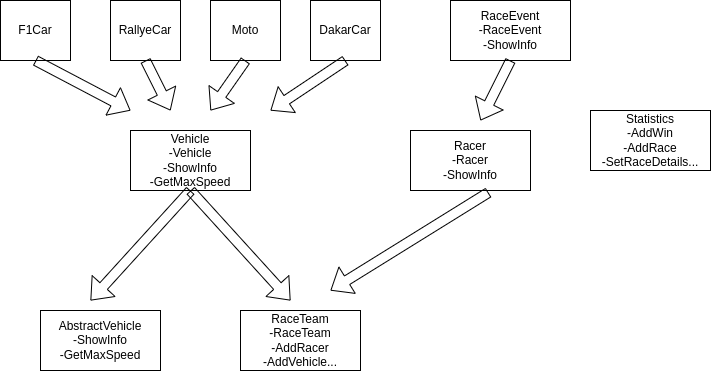 F1Car
RallyeCar
Moto
DakarCar
RaceEvent
-RaceEvent
-ShowInfo
Vehicle
-Vehicle
-ShowInfo
-GetMaxSpeed
Racer
-Racer
-ShowInfo
Statistics
-AddWin
-AddRace
-SetRaceDetails...
AbstractVehicle
-ShowInfo
-GetMaxSpeed
RaceTeam
-RaceTeam
-AddRacer
-AddVehicle...